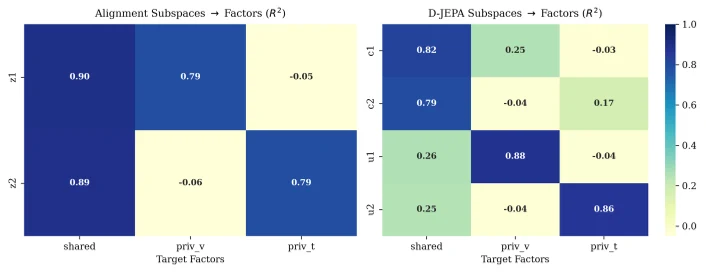 Alignment Subspaces → Factors (R²)
z1 0.90 0.79 -0.05
z2 0.89 -0.06 0.79
shared priv_v priv_t
Target Factors
D-JEPA Subspaces → Factors (R²)
c1 0.82 0.25 -0.03
c2 0.79 -0.04 0.17
u1 0.26 0.88 -0.04
u2 0.25 -0.04 0.86
shared priv_v priv_t
Target Factors
1.0
0.8
0.6
0.4
0.2
0.0